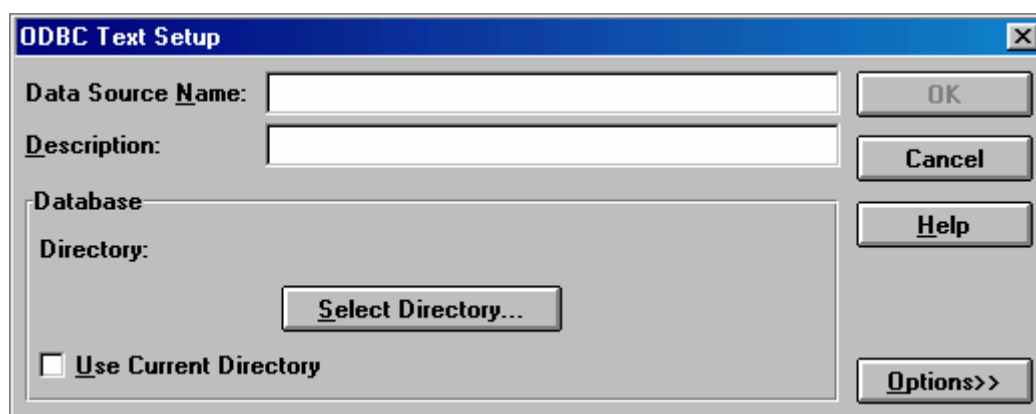 ODBC Text Setup
Data Source Name:
OK
Description:
Cancel
Database
Help
Directory:
Select Directory...
Use Current Directory
Options>>